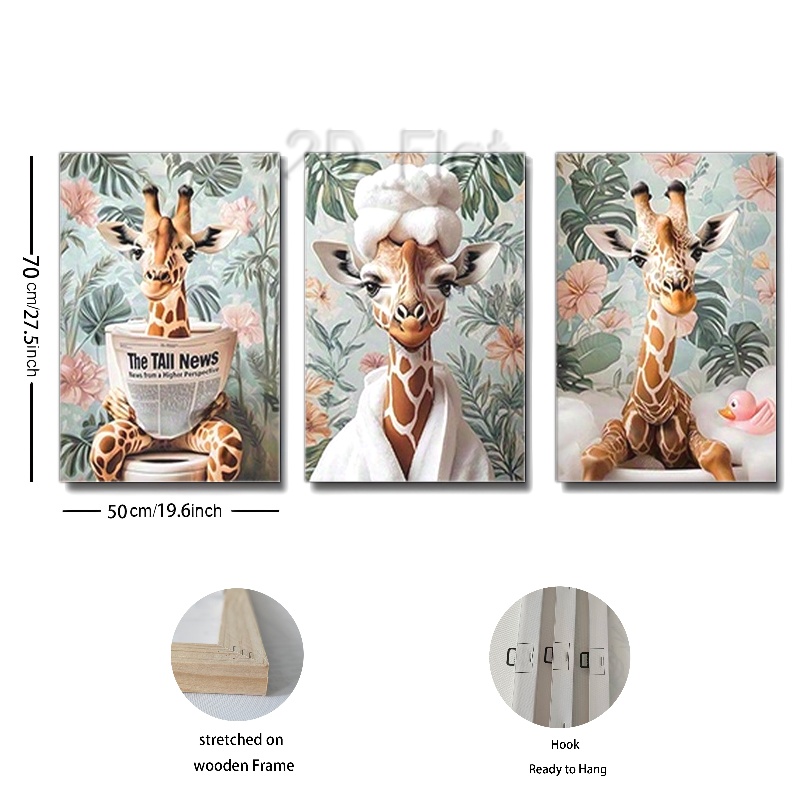 2D_Flat
70 cm/27.5inch
The TAll News
News from a Higher Perspective
50 cm/19.6inch
stretched on
wooden Frame
Hook
Ready to Hang